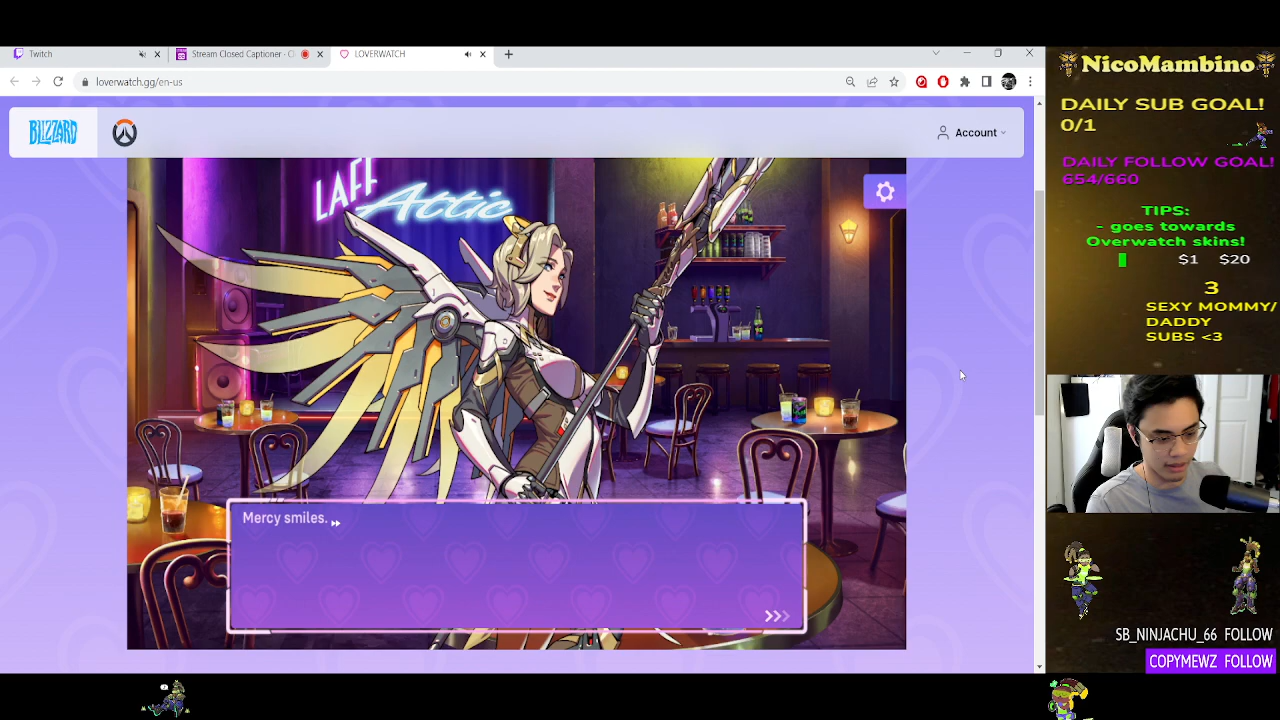 Twitch
Stream Closed Captioner - Cl
LOVERWATCH
loverwatch.gg/en-us
BLIZZARD
Account
LAFF
Attic
Mercy smiles.
NicoMambino
DAILY SUB GOAL!
0/1
DAILY FOLLOW GOAL!
654/660
TIPS:
- goes towards
Overwatch skins!
$1 $20
3
SEXY MOMMY/
DADDY
SUBS <3
SB_NINJACHU_66 FOLLOW
COPYMEWZ FOLLOW